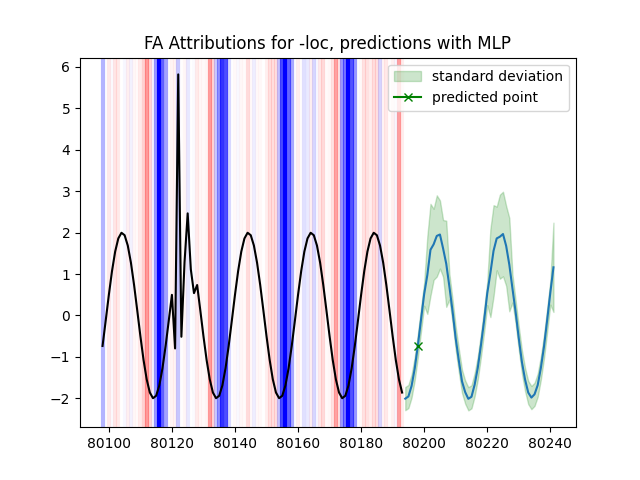 FA Attributions for -loc, predictions with MLP
standard deviation
predicted point
6
5
4
3
2
1
0
−1
−2
80100 80120 80140 80160 80180 80200 80220 80240